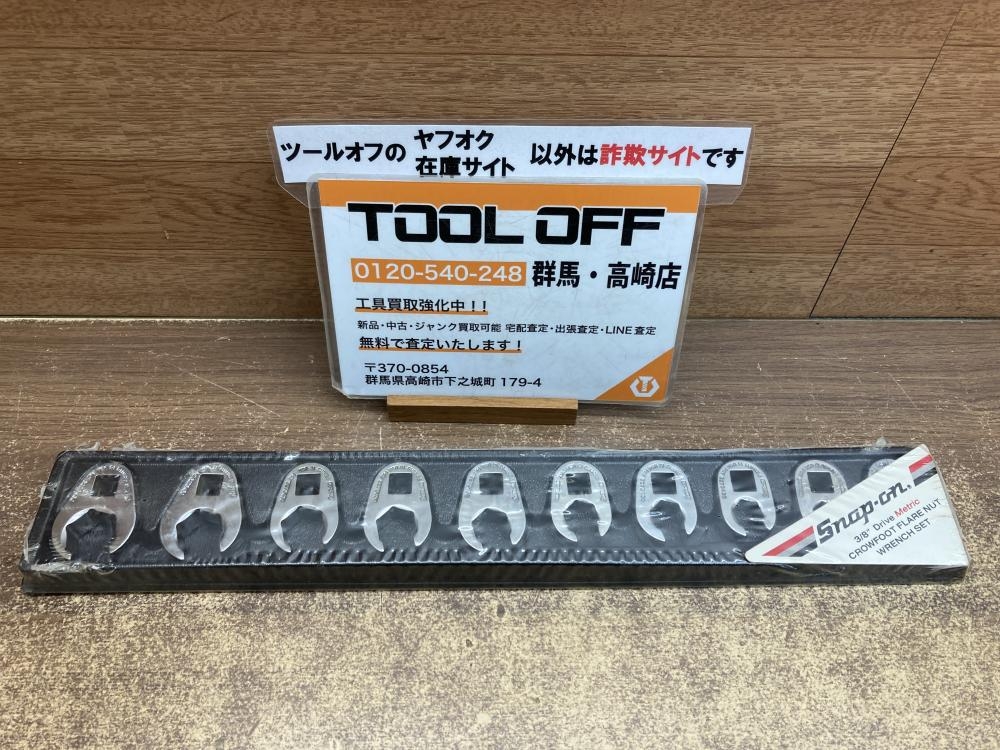 ツールオフの ヤフオク 在庫サイト 以外は詐欺サイトです
TOOL OFF
0120-540-248 群馬・高崎店
工具買取強化中！！
新品・中古・ジャンク買取可能 宅配査定・出張査定・LINE査定
無料で査定いたします！
〒370-0854
群馬県高崎市下之城町 179-4
Snap-on
3/8" Drive Metric
CROWFOOT FLARE NUT
WRENCH SET